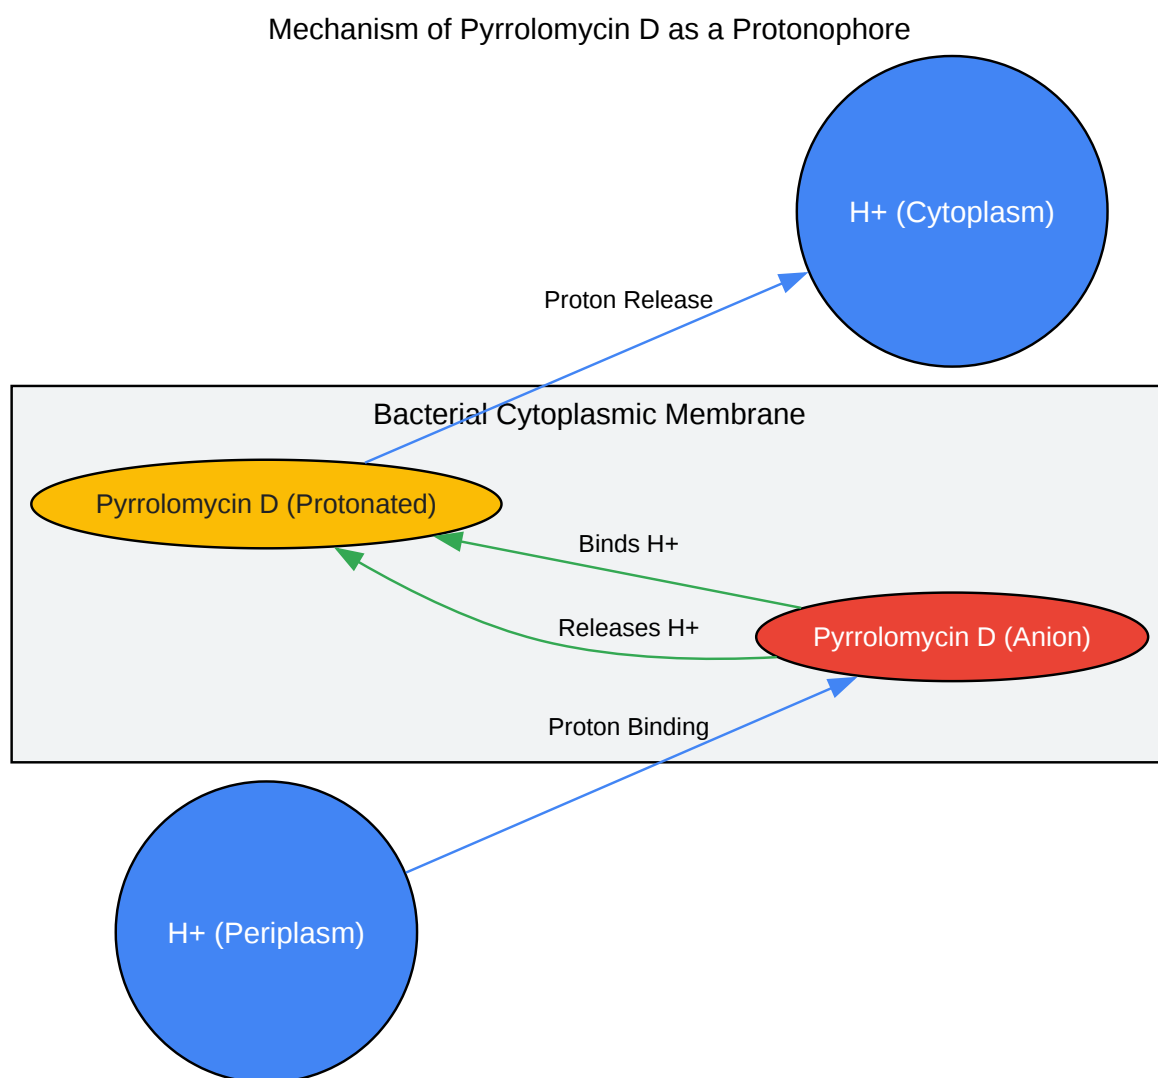 Mechanism of Pyrrolomycin D as a Protonophore
H+ (Cytoplasm)
Proton Release
Bacterial Cytoplasmic Membrane
Pyrrolomycin D (Protonated)
Binds H+
Releases H+
Pyrrolomycin D (Anion)
Proton Binding
H+ (Periplasm)